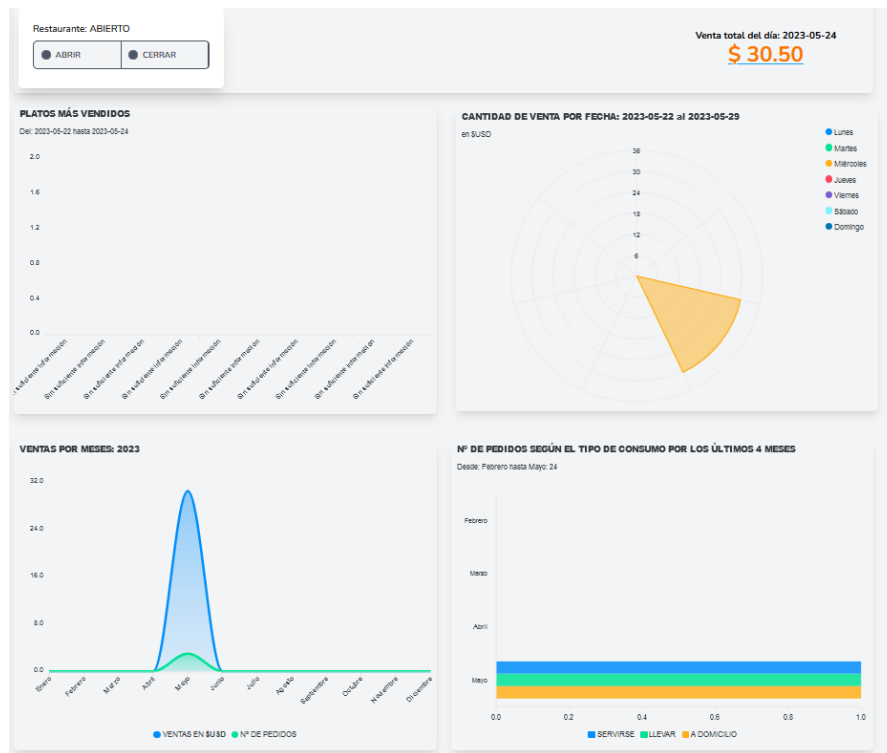 Restaurante: ABIERTO
ABRIR
CERRAR
Venta total del día: 2023-05-24
$ 30.50
PLATOS MÁS VENDIDOS
Del: 2023-05-22 hasta 2023-05-24
2.0
1.6
1.2
0.8
0.4
0.0
Sin suficiente información
Sin suficiente información
Sin suficiente información
Sin suficiente información
Sin suficiente información
Sin suficiente información
Sin suficiente información
Sin suficiente información
Sin suficiente información
CANTIDAD DE VENTA POR FECHA: 2023-05-22 al 2023-05-29
en $USD
36
30
24
18
12
6
Lunes
Martes
Miércoles
Jueves
Viernes
Sábado
Domingo
VENTAS POR MESES: 2023
32.0
24.0
16.0
8.0
0.0
Enero
Febrero
Marzo
Abril
Mayo
Junio
Julio
Agosto
Septiembre
Octubre
Noviembre
Diciembre
VENTAS EN $USD
Nº DE PEDIDOS
Nº DE PEDIDOS SEGÚN EL TIPO DE CONSUMO POR LOS ÙLTIMOS 4 MESES
Desde: Febrero hasta Mayo: 24
Febrero
Marzo
Abril
Mayo
0.0
0.2
0.4
0.6
0.8
1.0
SERVIRSE
LLEVAR
A DOMICILIO